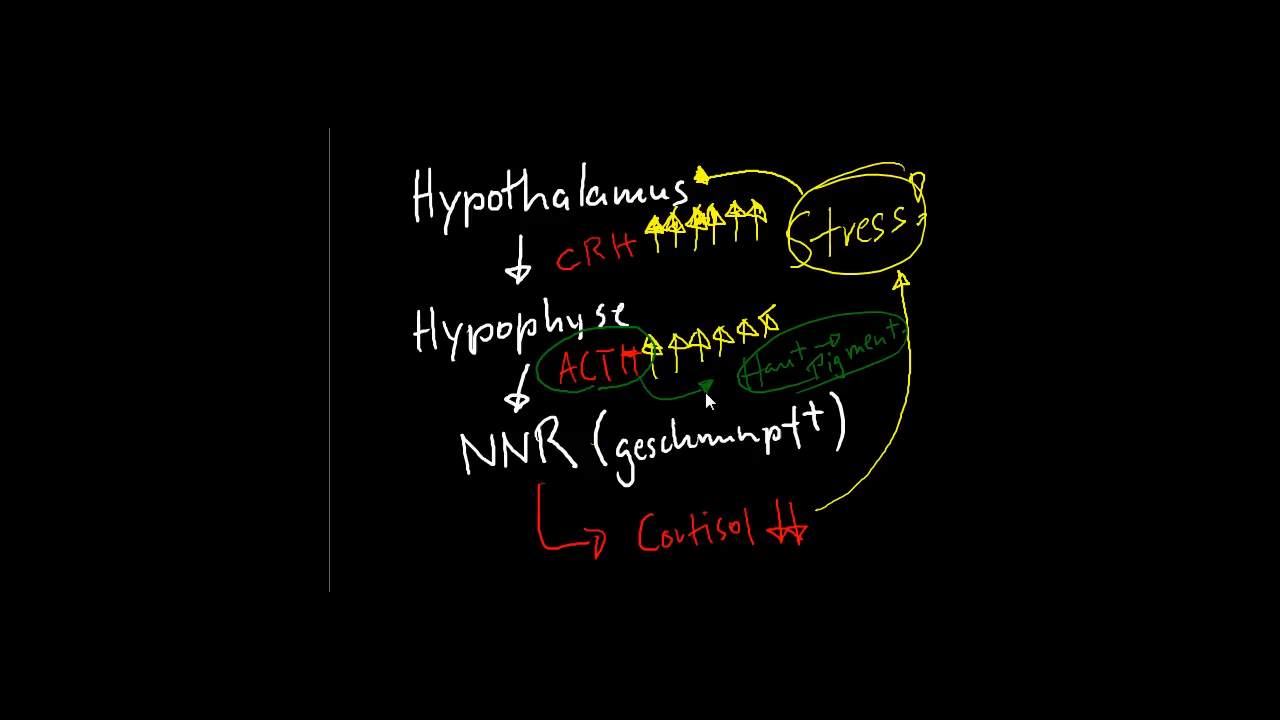 Hypothalamus
Stress
CRH
Hypophyse
ACTH
Haut → Pigment
NNR (geschrumpft)
Cortisol ↓↓